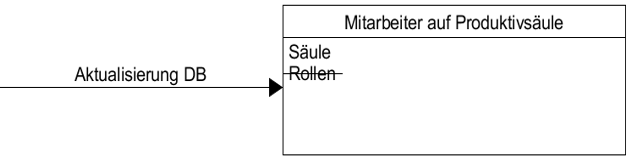 Mitarbeiter auf Produktivsäule
Säule
Rollen
Aktualisierung DB